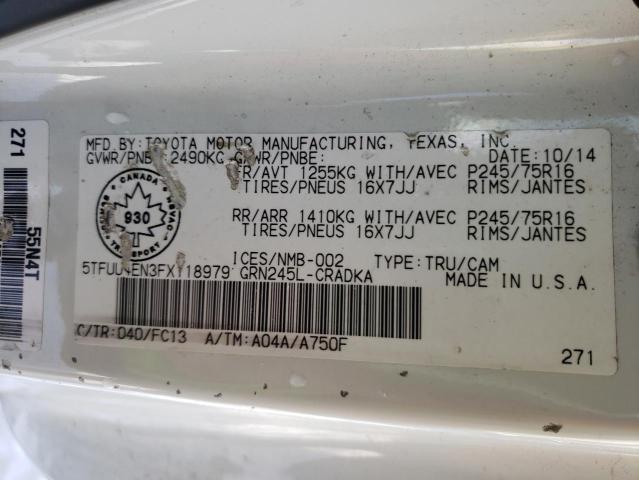 MFD. BY: TOYOTA MOTOR MANUFACTURING, TEXAS, INC.
GVWR/PNBV: 2490KG GAWR/PNBE: DATE: 10/14
FR/AVT 1255KG WITH/AVEC P245/75R16
TIRES/PNEUS 16X7JJ RIMS/JANTES
RR/ARR 1410KG WITH/AVEC P245/75R16
TIRES/PNEUS 16X7JJ RIMS/JANTES
CANADA
930
TRANSPORT
ICES/NMB-002 TYPE: TRU/CAM
GRN245L-CRADKA MADE IN U.S.A.
C/TR: 040/FC13 A/TM: A04A/A750F
271
271
55N4T